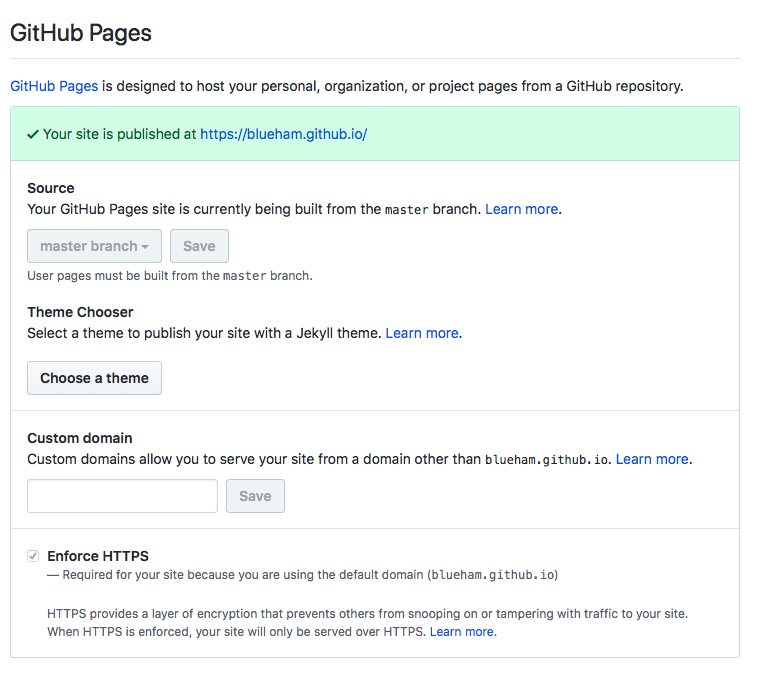 GitHub Pages
GitHub Pages is designed to host your personal, organization, or project pages from a GitHub repository.
Your site is published at https://blueham.github.io/
Source
Your GitHub Pages site is currently being built from the master branch. Learn more.
master branch Save
User pages must be built from the master branch.
Theme Chooser
Select a theme to publish your site with a Jekyll theme. Learn more.
Choose a theme
Custom domain
Custom domains allow you to serve your site from a domain other than blueham.github.io. Learn more.
Save
Enforce HTTPS
— Required for your site because you are using the default domain (blueham.github.io)
HTTPS provides a layer of encryption that prevents others from snooping on or tampering with traffic to your site.
When HTTPS is enforced, your site will only be served over HTTPS. Learn more.